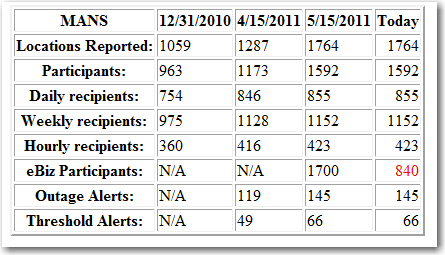 MANS 12/31/2010 4/15/2011 5/15/2011 Today
Locations Reported: 1059 1287 1764 1764
Participants: 963 1173 1592 1592
Daily recipients: 754 846 855 855
Weekly recipients: 975 1128 1152 1152
Hourly recipients: 360 416 423 423
eBiz Participants: N/A N/A 1700 840
Outage Alerts: N/A 119 145 145
Threshold Alerts: N/A 49 66 66